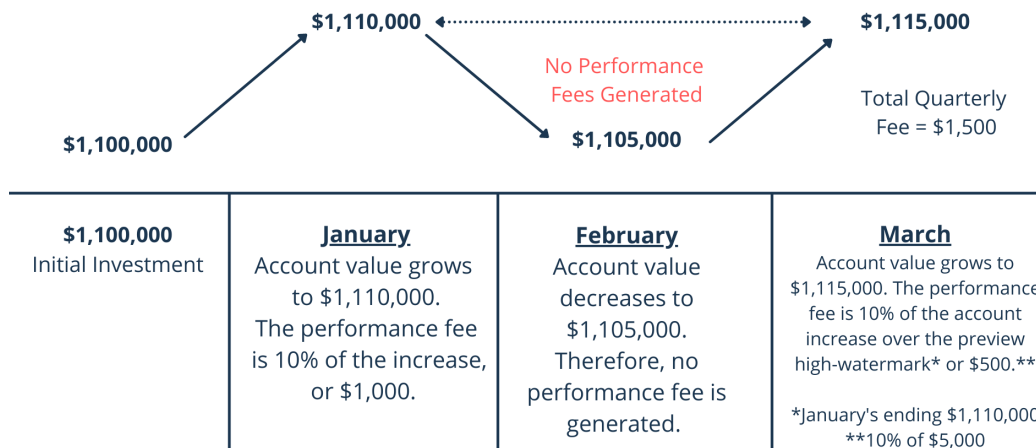 $1,110,000
$1,115,000
No Performance
Fees Generated
Total Quarterly
Fee = $1,500
$1,100,000
$1,105,000
$1,100,000
Initial Investment
January
Account value grows
to $1,110,000.
The performance fee
is 10% of the increase,
or $1,000.
February
Account value
decreases to
$1,105,000.
Therefore, no
performance fee is
generated.
March
Account value grows to
$1,115,000. The performance
fee is 10% of the account
increase over the preview
high-watermark* or $500.**
*January's ending $1,110,000
**10% of $5,000